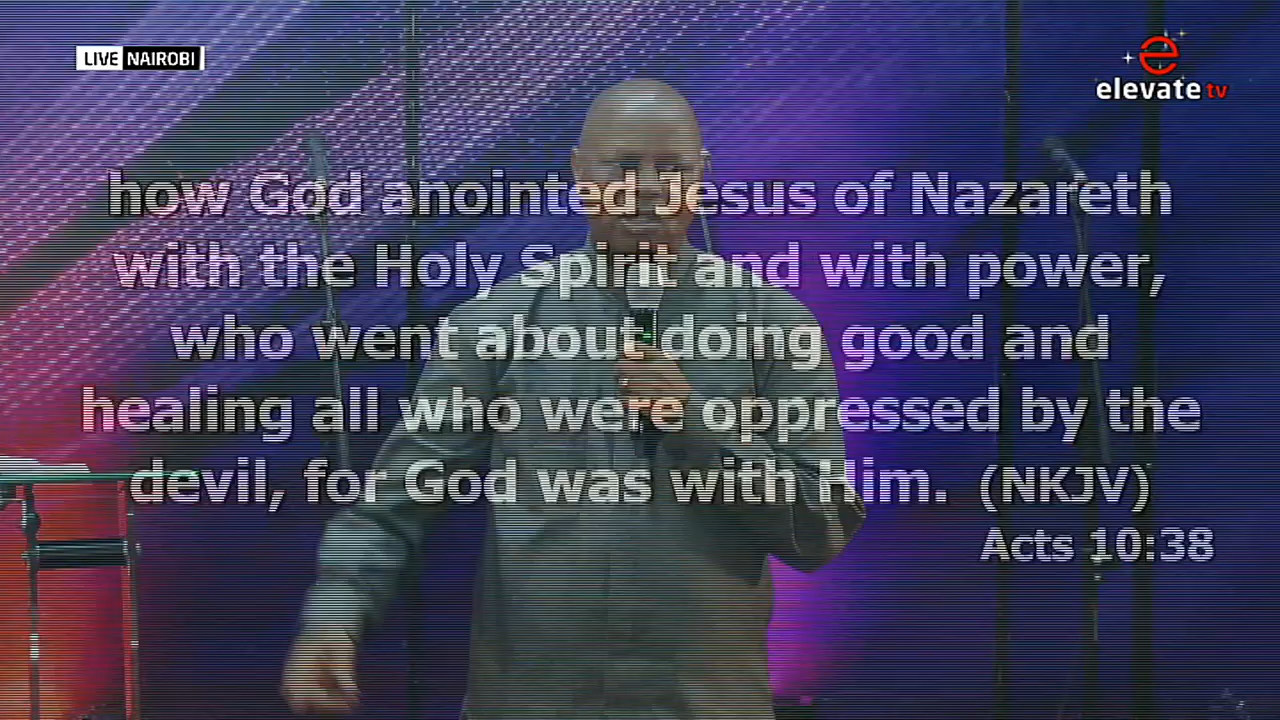 LIVE NAIROBI
elevate tv
how God anointed Jesus of Nazareth
with the Holy Spirit and with power,
who went about doing good and
healing all who were oppressed by the
devil, for God was with Him. (NKJV)
Acts 10:38